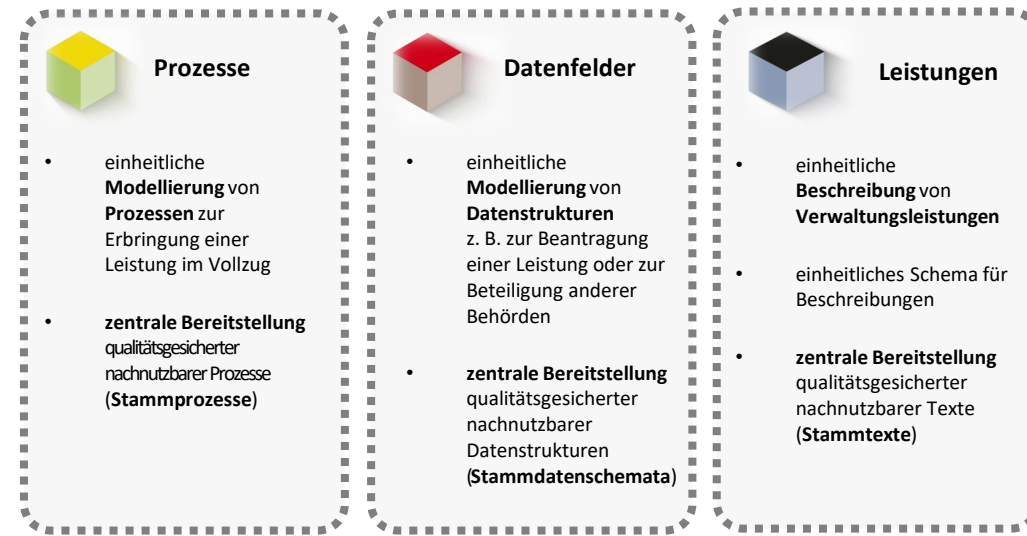 Prozesse
• einheitliche
Modellierung von
Prozessen zur
Erbringung einer
Leistung im Vollzug
• zentrale Bereitstellung
qualitätsgesicherter
nachnutzbarer Prozesse
(Stammprozesse)
Datenfelder
• einheitliche
Modellierung von
Datenstrukturen
z. B. zur Beantragung
einer Leistung oder zur
Beteiligung anderer
Behörden
• zentrale Bereitstellung
qualitätsgesicherter
nachnutzbarer
Datenstrukturen
(Stammdatenschemata)
Leistungen
• einheitliche
Beschreibung von
Verwaltungsleistungen
• einheitliches Schema für
Beschreibungen
• zentrale Bereitstellung
qualitätsgesicherter
nachnutzbarer Texte
(Stammtexte)